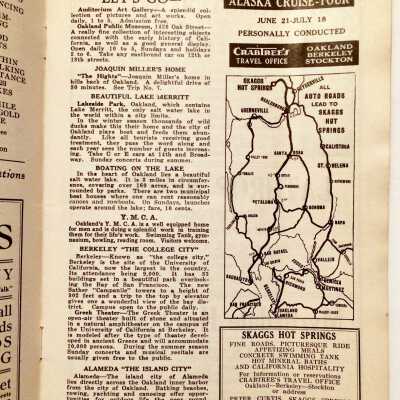 LET'S GO
Auditorium Art Gallery—A splendid collection of pictures and art works. Open daily, 1 to 5. Admission Free.
Oakland Public Museum, 1426 Oak Street—
A really fine collection of interesting objects
connected with the early history of California,
as well as a good general display.
Open daily 10 to 5, Sundays and holidays
2 to 6. Take any eastbound car on 12th or
13th streets.
JOAQUIN MILLER'S HOME
"The Hights"—Joaquin Miller's home in
hills back of Oakland. A delightful drive of
30 minutes. See Trip No. 7.
BEAUTIFUL LAKE MERRITT
Lakeside Park, Oakland, which contains
Lake Merritt, the only salt water lake in
the world within a city limits.
In the winter season thousands of wild
ducks make this their home and the city of
Oakland plays host and feeds them abundantly.
Like all tourists receiving good
treatment, they pass the word along and
each year sees the number of guests increasing.
Take C or E cars at 14th and Broadway.
Sunday concerts during summer.
BOATING ON THE LAKE
In the heart of Oakland lies a beautiful
salt water lake. It is 3 miles in circumference,
covering over 160 acres, and is surrounded
by parks. There are two municipal
boat houses where one can rent reasonably
canoes and rowboats. On Sundays, launches
operate around the lake; fare, 5 cents.
Y. M. C. A.
Oakland's Y. M. C. A. is a well equipped home
for men and is doing a splendid work in training
them for their life's work. Swimming Tank, gymnasium,
bowling, reading room. Visitors welcome.
BERKELEY "THE COLLEGE CITY"
Berkeley—Known as "the college city,"
Berkeley is the site of the University of
California, now the largest in the country.
Its attendance being 9,000. It has 33
buildings set in a beautiful park overlooking
the Bay of San Francisco. The new
Sather "Campanile" towers to a height of
302 feet and a trip to the top by elevator
gives one a wonderful view of the bay district.
Campus open to the public daily.
Greek Theater—The Greek Theater is an
open-air theater built of stone and situated
in a natural amphitheater on the campus of
the University of California at Berkeley. It
is modeled after the type of theater developed
in ancient Greece and will accommodate
10,000 persons. During the summer season
Sunday concerts and musical recitals are
usually given free to the public.
ALAMEDA "THE ISLAND CITY"
Alameda—The island city of Alameda
lies directly across the Oakland inner harbor
from the city of Oakland. Bathing beaches,
rowing, yachting and canoeing offer
ALASKA CRUISE-TOUR
JUNE 21-JULY 18
PERSONALLY CONDUCTED
CRABTREE'S
TRAVEL OFFICE
OAKLAND
BERKELEY
STOCKTON
SKAGGS HOT SPRINGS
ALL
AUTO ROADS
LEAD TO
SKAGGS
HOT
SPRINGS
GEYSERVILLE
HEALDSBURG
CALISTOGA
ST. HELENA
SANTA ROSA
PETALUMA
SONOMA
NAPA
SAN RAFAEL
VALLEJO
SAUSALITO
SKAGGS HOT SPRINGS
FINE ROADS, PICTURESQUE RIDE
APPETIZING MEALS
CONCRETE SWIMMING TANK
HOT MINERAL BATHS
AND CALIFORNIA HOSPITALITY
For information or reservations
CRABTREE'S TRAVEL OFFICE
Oakland—Berkeley—Stockton
or address
PETER CURTIS, SKAGGS SPRINGS